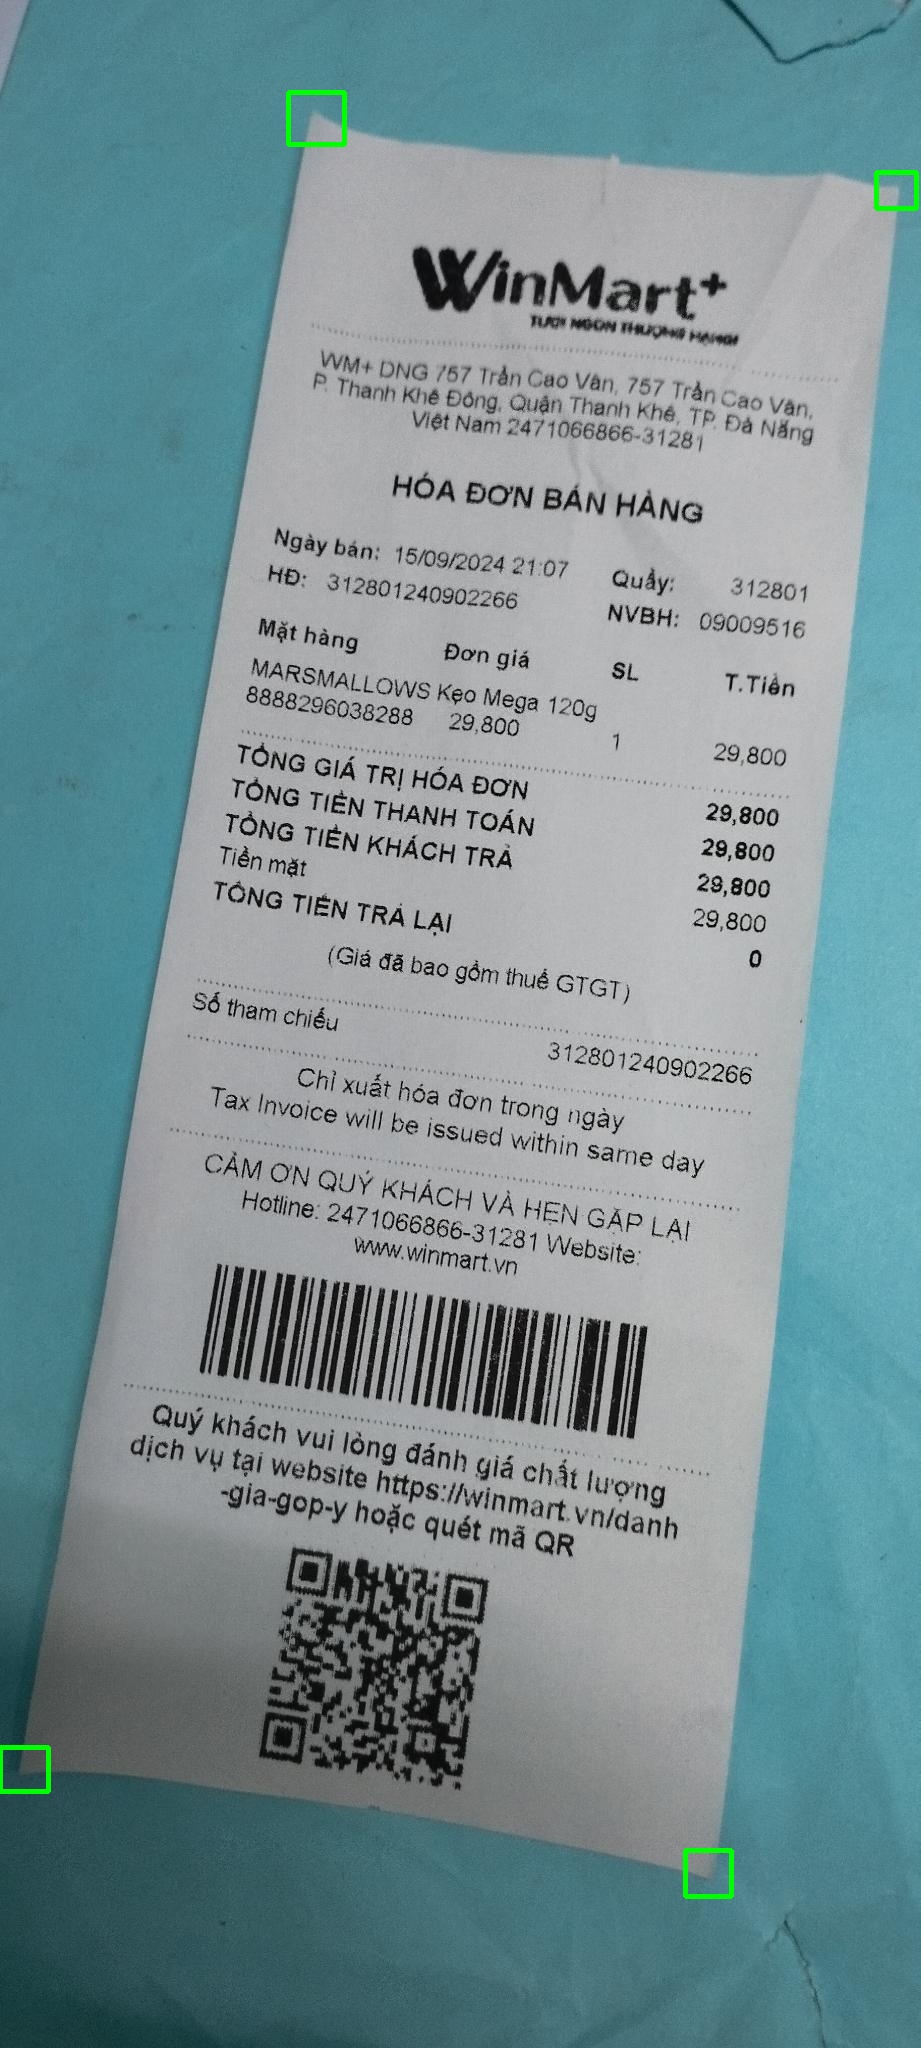 WinMart+
TƯƠI NGON THƯỢNG HẠNG
WM+ DNG 757 Trần Cao Vân, 757 Trần Cao Vân,
P. Thanh Khê Đông, Quận Thanh Khê, TP. Đà Nẵng
Việt Nam 2471066866-31281
HÓA ĐƠN BÁN HÀNG
Ngày bán: 15/09/2024 21:07 Quầy: 312801
HĐ: 312801240902266 NVBH: 09009516
Mặt hàng Đơn giá SL T.Tiền
MARSMALLOWS Kẹo Mega 120g
8888296038288 29,800 1 29,800
TỔNG GIÁ TRỊ HÓA ĐƠN 29,800
TỔNG TIỀN THANH TOÁN 29,800
TỔNG TIỀN KHÁCH TRẢ 29,800
Tiền mặt 29,800
TỔNG TIỀN TRẢ LẠI 0
(Giá đã bao gồm thuế GTGT)
Số tham chiếu 312801240902266
Chỉ xuất hóa đơn trong ngày
Tax Invoice will be issued within same day
CẢM ƠN QUÝ KHÁCH VÀ HẸN GẶP LẠI
Hotline: 2471066866-31281 Website:
www.winmart.vn
Quý khách vui lòng đánh giá chất lượng
dịch vụ tại website https://winmart.vn/danh
-gia-gop-y hoặc quét mã QR